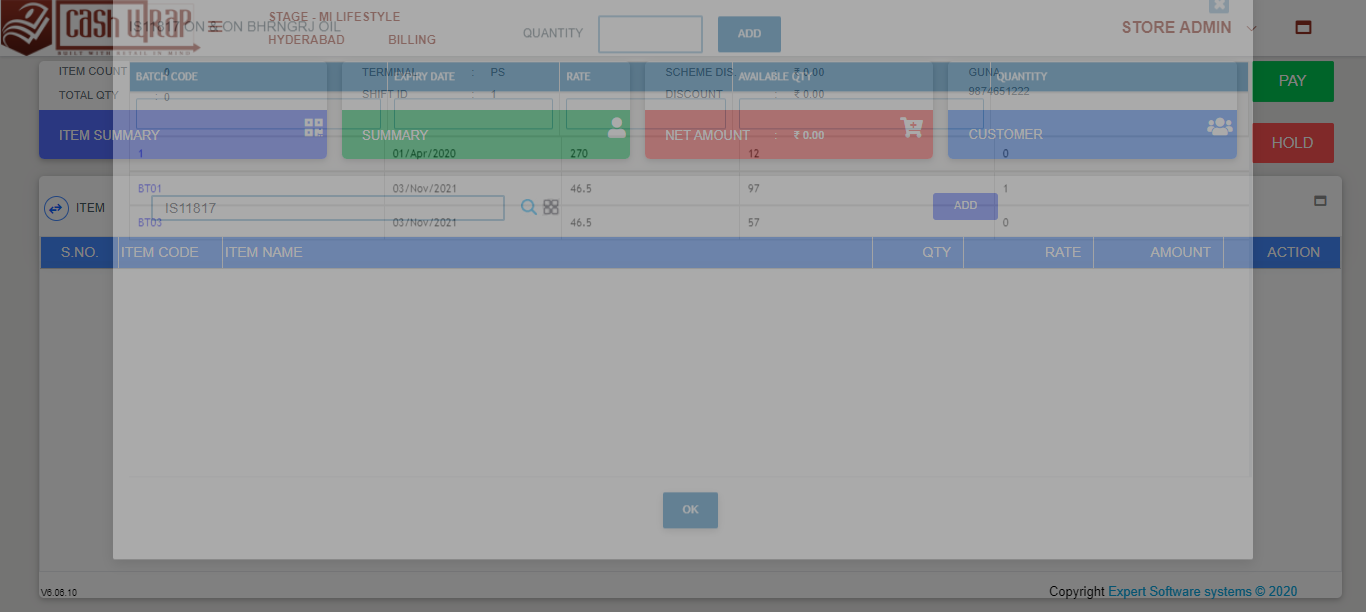 cash wrap
BUILT WITH RETAIL IN MIND
IS11817 ON & ON BHRNGRJ OIL
STAGE - MI LIFESTYLE
HYDERABAD BILLING
QUANTITY
ADD
STORE ADMIN
ITEM COUNT : 0
TOTAL QTY : 0
ITEM SUMMARY
TERMINAL : PS
SHIFT ID : 1
SUMMARY
SCHEME DIS. : ₹ 0.00
DISCOUNT : ₹ 0.00
NET AMOUNT : ₹ 0.00
GUNA
9874651222
CUSTOMER
PAY
HOLD
BATCH CODE EXPIRY DATE RATE AVAILABLE QTY QUANTITY
1 01/Apr/2020 270 12 0
BT01 03/Nov/2021 46.5 97 1
BT03 03/Nov/2021 46.5 57 0
ITEM IS11817 ADD
S.NO. ITEM CODE ITEM NAME QTY RATE AMOUNT ACTION
OK
V6.06.10
Copyright Expert Software systems © 2020